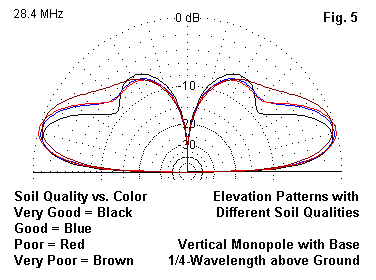 28.4 MHz
0 dB
Fig. 5
-10
20
30
Soil Quality vs. Color
Very Good = Black
Good = Blue
Poor = Red
Very Poor = Brown
Elevation Patterns with
Different Soil Qualities
Vertical Monopole with Base
1/4-Wavelength above Ground